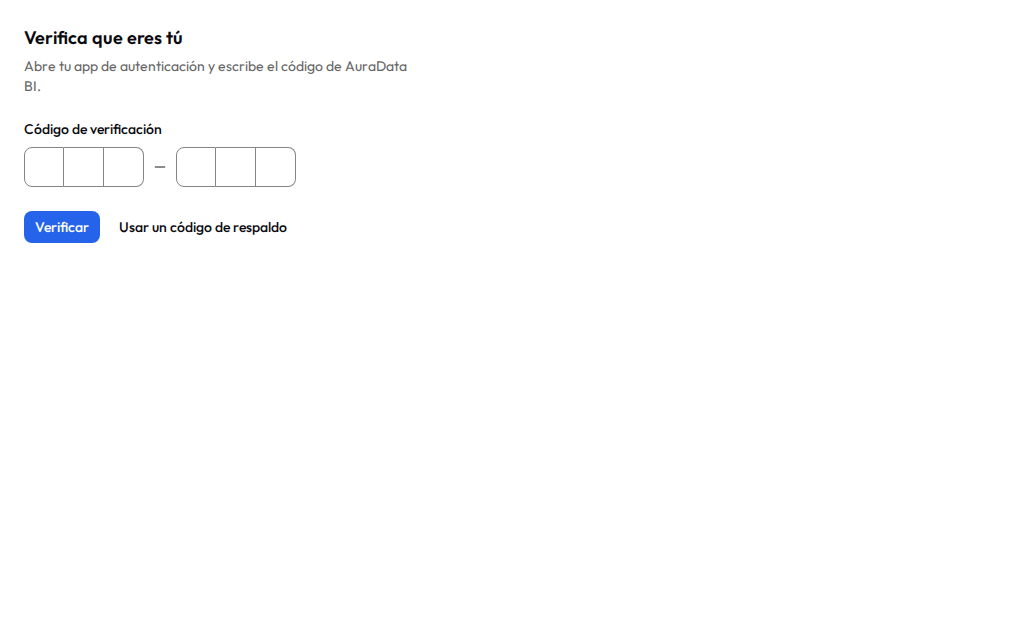 Verifica que eres tú
Abre tu app de autenticación y escribe el código de AuraData
BI.
Código de verificación
–
Verificar
Usar un código de respaldo